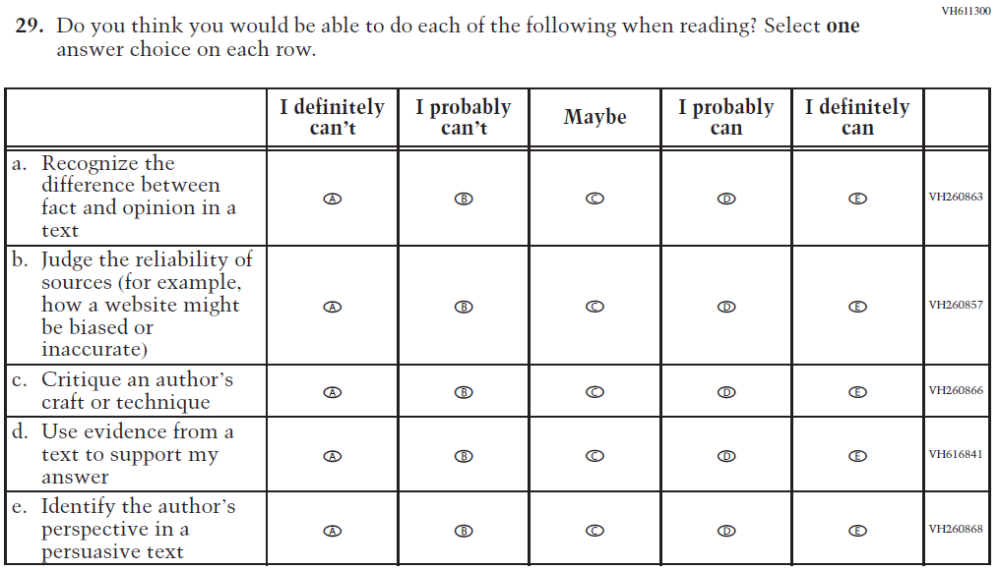 VH611300
29. Do you think you would be able to do each of the following when reading? Select one
answer choice on each row.
I definitely can’t I probably can’t Maybe I probably can I definitely can
a. Recognize the
difference between
fact and opinion in a
text
A B C D E VH260863
b. Judge the reliability of
sources (for example,
how a website might
be biased or
inaccurate)
A B C D E VH260857
c. Critique an author’s
craft or technique
A B C D E VH260866
d. Use evidence from a
text to support my
answer
A B C D E VH616841
e. Identify the author’s
perspective in a
persuasive text
A B C D E VH260868